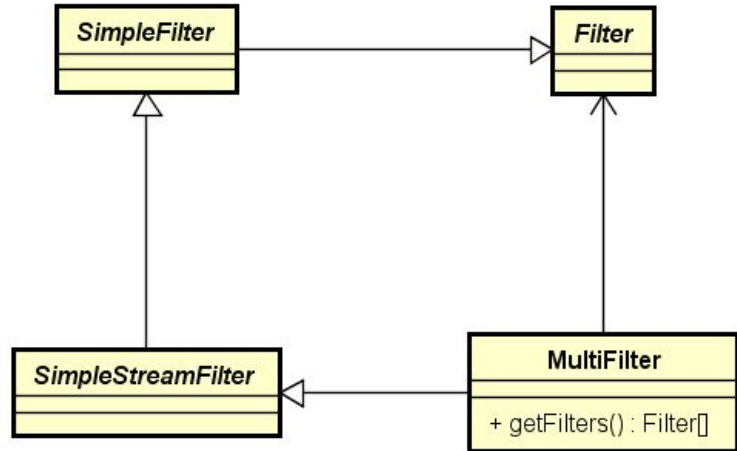 SimpleFilter
Filter
SimpleStreamFilter
MultiFilter
+ getFilters() : Filter[]